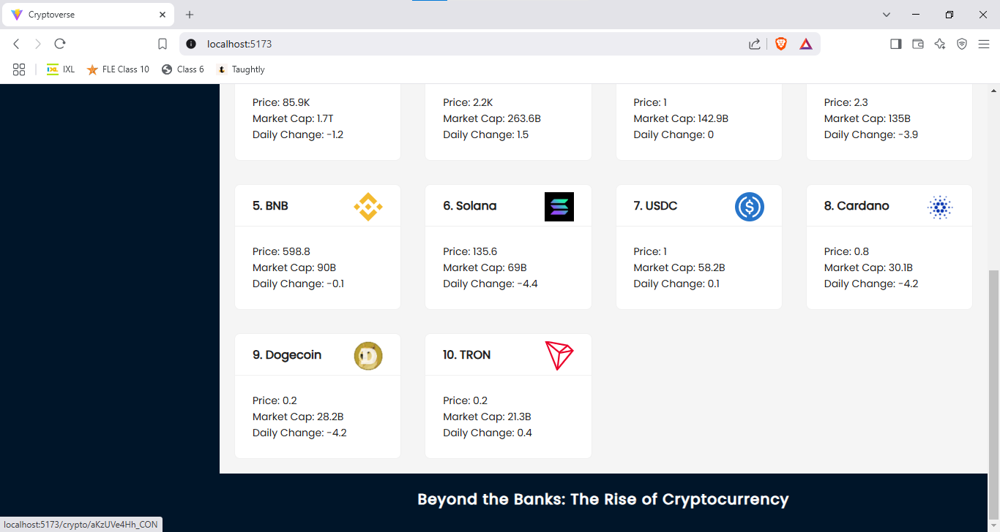 Cryptoverse
localhost:5173
IXL FLE Class 10 Class 6 t Taughtly
Price: 85.9K
Market Cap: 1.7T
Daily Change: -1.2
Price: 2.2K
Market Cap: 263.6B
Daily Change: 1.5
Price: 1
Market Cap: 142.9B
Daily Change: 0
Price: 2.3
Market Cap: 135B
Daily Change: -3.9
5. BNB
Price: 598.8
Market Cap: 90B
Daily Change: -0.1
6. Solana
Price: 135.6
Market Cap: 69B
Daily Change: -4.4
7. USDC
$
Price: 1
Market Cap: 58.2B
Daily Change: 0.1
8. Cardano
Price: 0.8
Market Cap: 30.1B
Daily Change: -4.2
9. Dogecoin
Price: 0.2
Market Cap: 28.2B
Daily Change: -4.2
10. TRON
Price: 0.2
Market Cap: 21.3B
Daily Change: 0.4
Beyond the Banks: The Rise of Cryptocurrency
localhost:5173/crypto/aKzUVe4Hh_CON